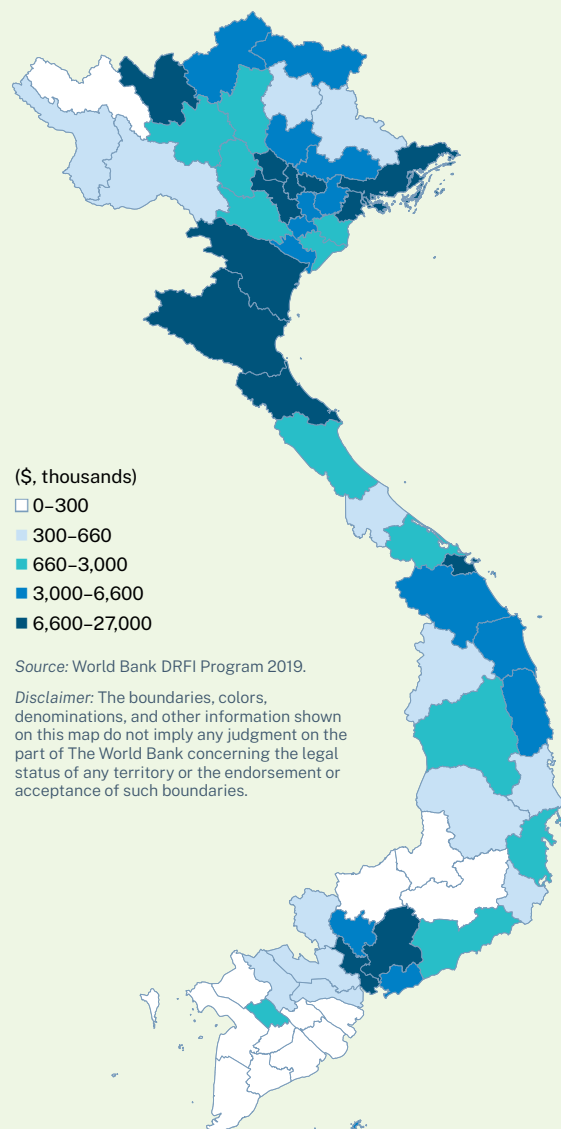 ($, thousands)
0–300
300–660
660–3,000
3,000–6,600
6,600–27,000
Source: World Bank DRFI Program 2019.
Disclaimer: The boundaries, colors,
denominations, and other information shown
on this map do not imply any judgment on the
part of The World Bank concerning the legal
status of any territory or the endorsement or
acceptance of such boundaries.